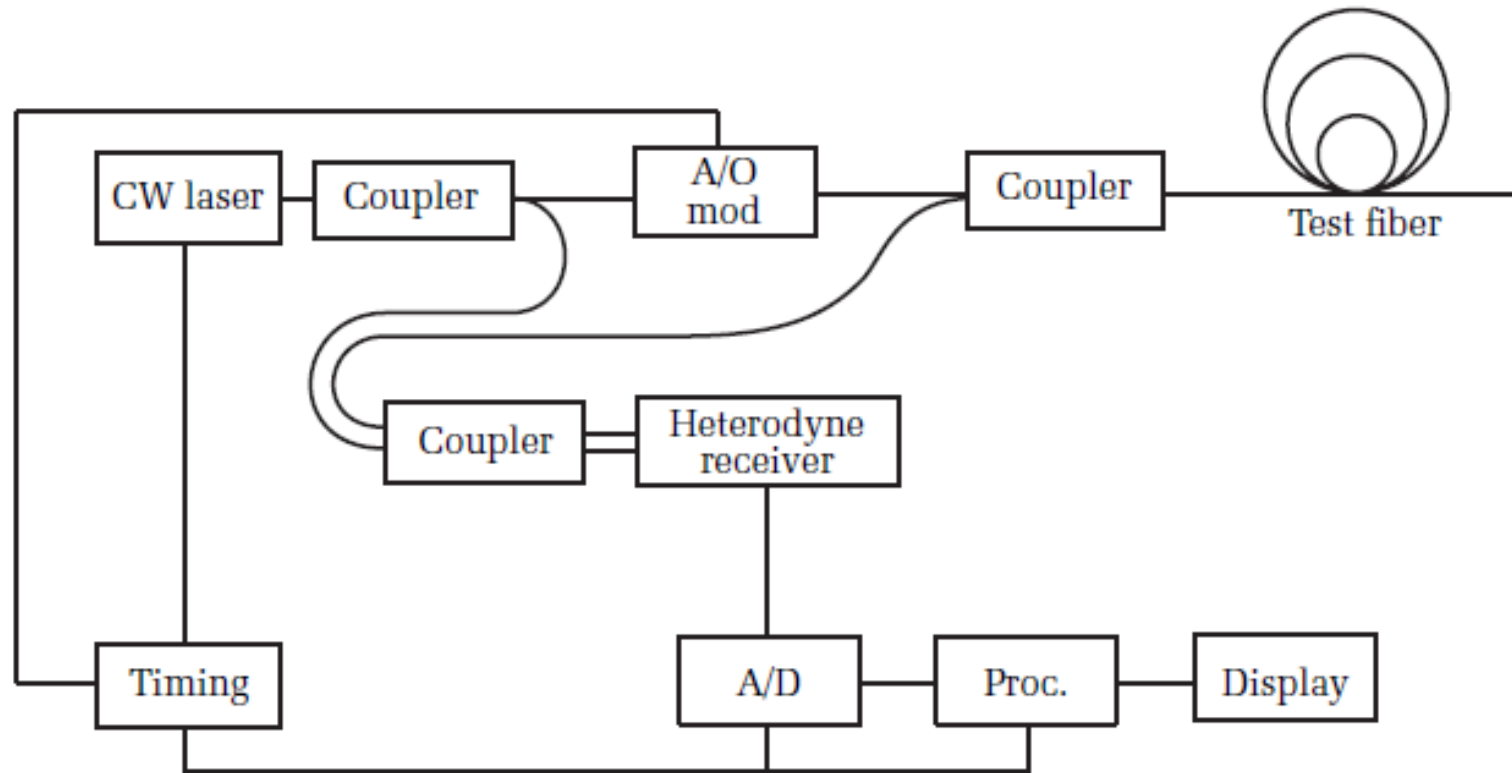 CW laser
Coupler
A/O
mod
Coupler
Test fiber
Coupler
Heterodyne
receiver
Timing
A/D
Proc.
Display